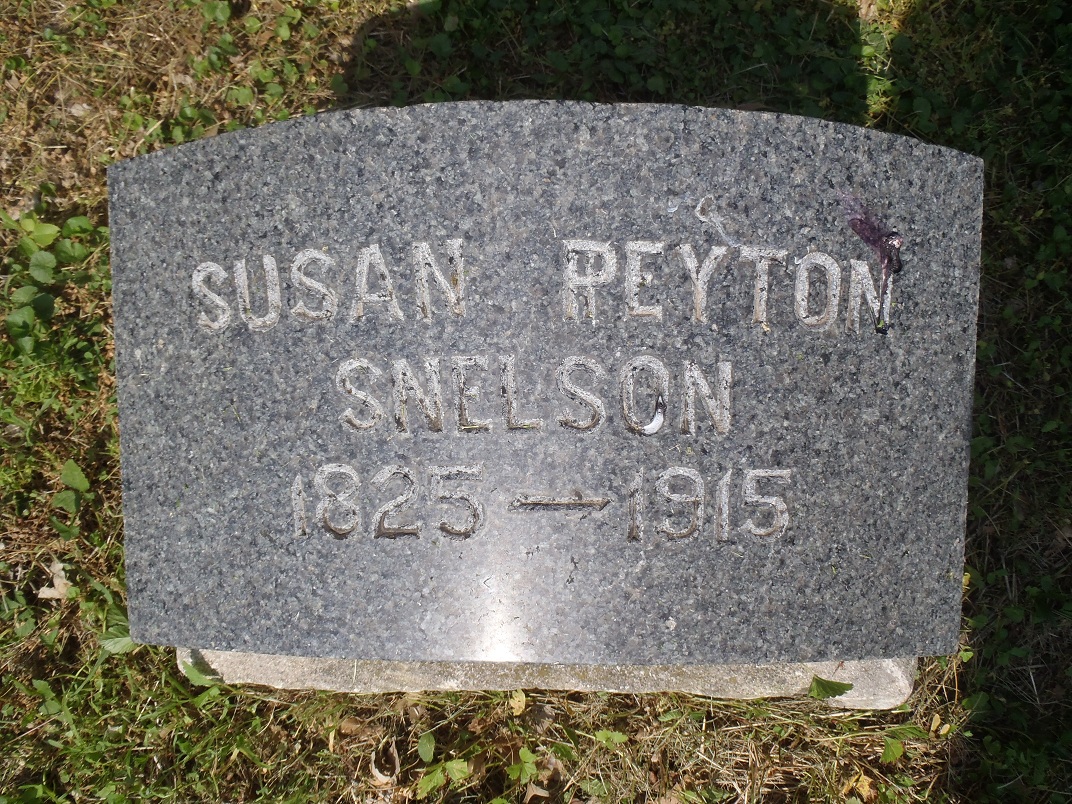 SUSAN PEYTON
SNELSON
1825 — 1915